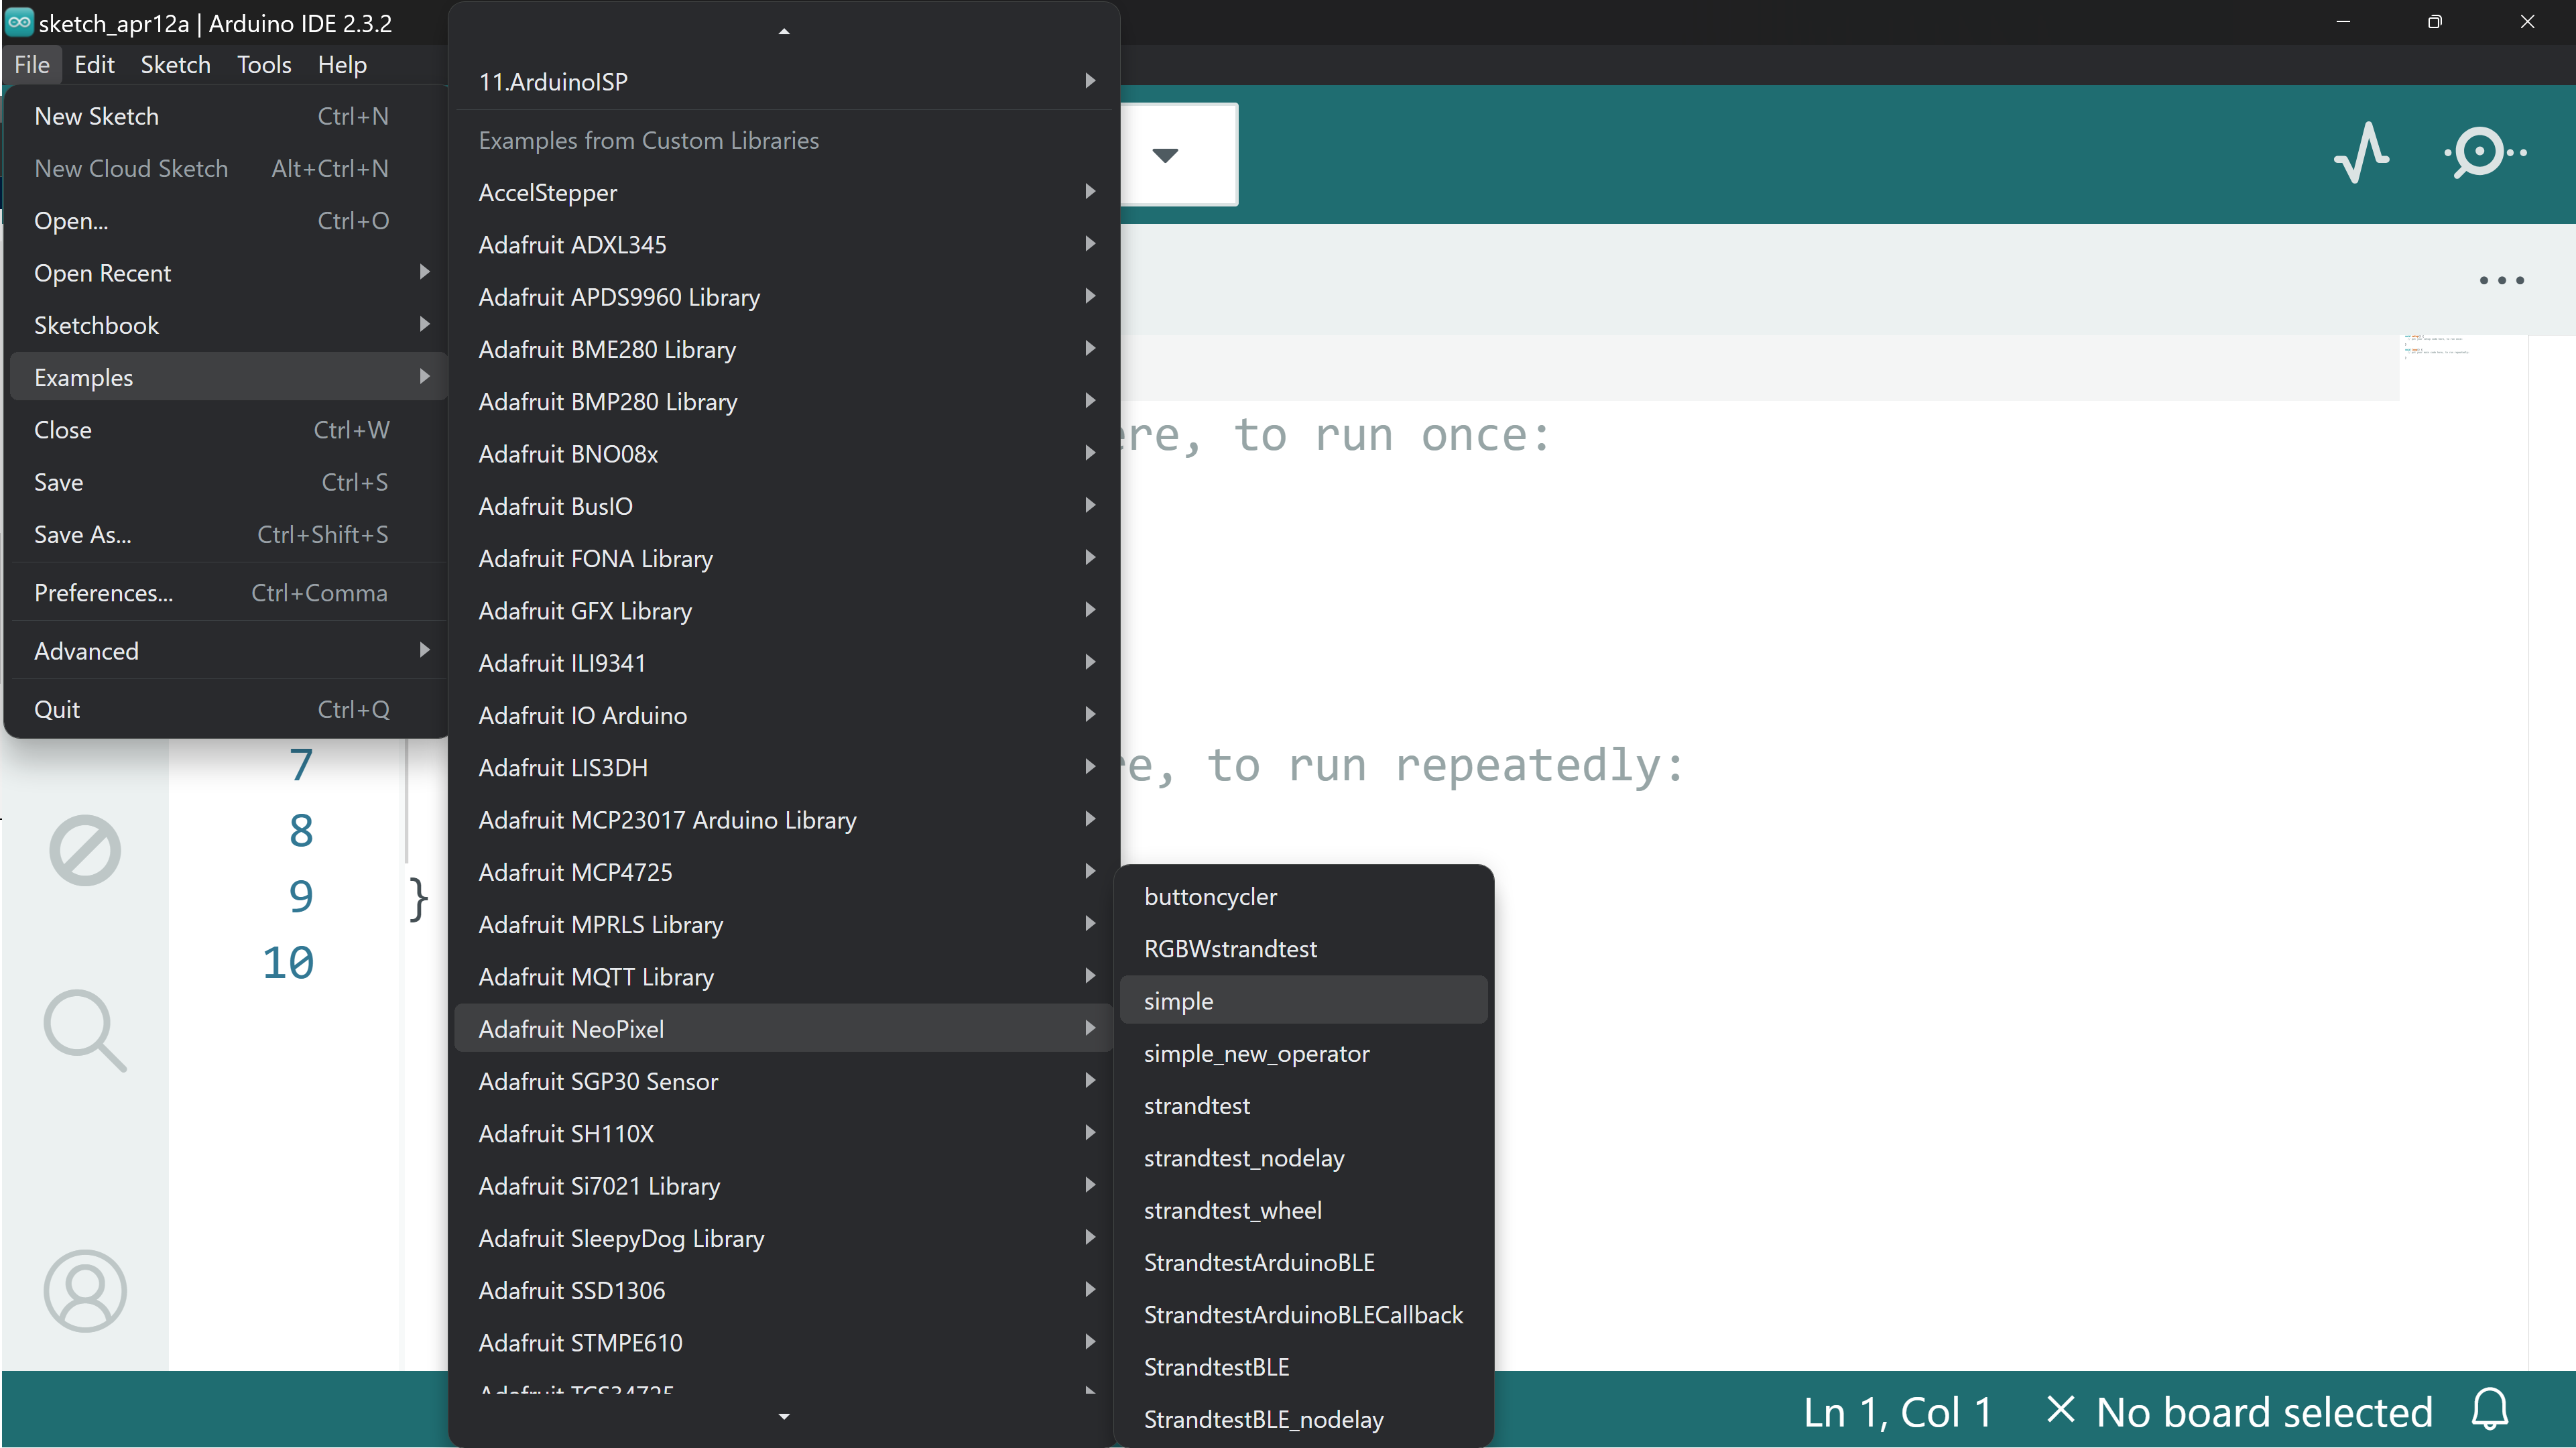 sketch_apr12a | Arduino IDE 2.3.2
File Edit Sketch Tools Help
New Sketch Ctrl+N
New Cloud Sketch Alt+Ctrl+N
Open... Ctrl+O
Open Recent
Sketchbook
Examples
Close Ctrl+W
Save Ctrl+S
Save As... Ctrl+Shift+S
Preferences... Ctrl+Comma
Advanced
Quit Ctrl+Q
11.ArduinoISP
Examples from Custom Libraries
AccelStepper
Adafruit ADXL345
Adafruit APDS9960 Library
Adafruit BME280 Library
Adafruit BMP280 Library
Adafruit BNO08x
Adafruit BusIO
Adafruit FONA Library
Adafruit GFX Library
Adafruit ILI9341
Adafruit IO Arduino
Adafruit LIS3DH
Adafruit MCP23017 Arduino Library
Adafruit MCP4725
Adafruit MPRLS Library
Adafruit MQTT Library
Adafruit NeoPixel
Adafruit SGP30 Sensor
Adafruit SH110X
Adafruit Si7021 Library
Adafruit SleepyDog Library
Adafruit SSD1306
Adafruit STMPE610
Adafruit TCS34725
buttoncycler
RGBWstrandtest
simple
simple_new_operator
strandtest
strandtest_nodelay
strandtest_wheel
StrandtestArduinoBLE
StrandtestArduinoBLECallback
StrandtestBLE
StrandtestBLE_nodelay
ere, to run once:
re, to run repeatedly:
7
8
9 }
10
Ln 1, Col 1 × No board selected